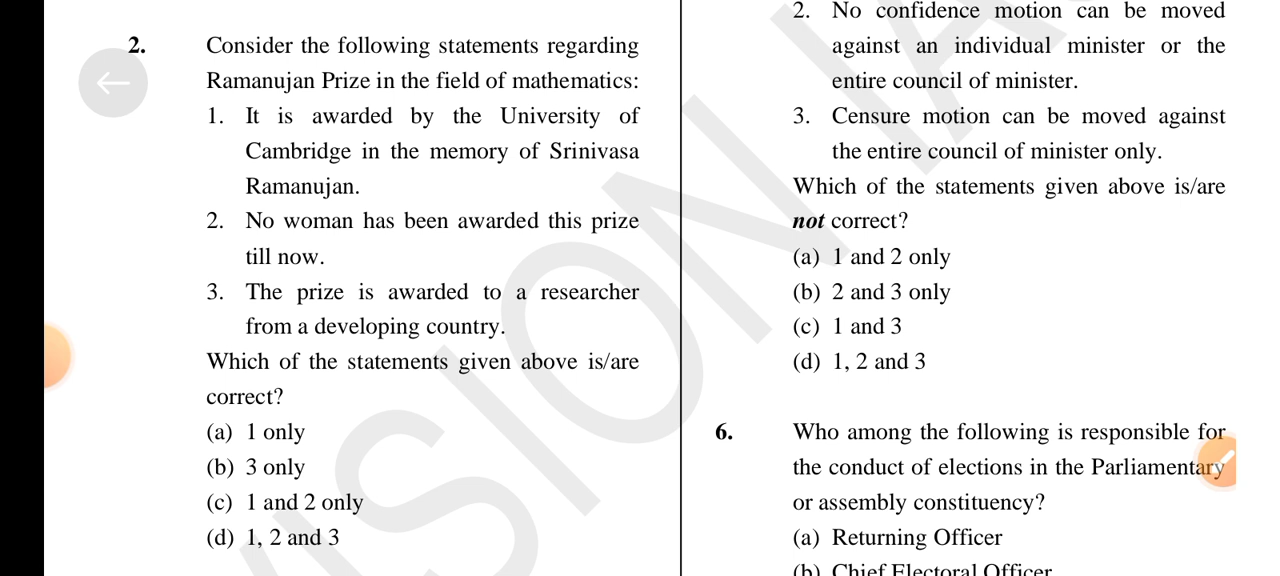 2. Consider the following statements regarding
Ramanujan Prize in the field of mathematics:
1. It is awarded by the University of
Cambridge in the memory of Srinivasa
Ramanujan.
2. No woman has been awarded this prize
till now.
3. The prize is awarded to a researcher
from a developing country.
Which of the statements given above is/are
correct?
(a) 1 only
(b) 3 only
(c) 1 and 2 only
(d) 1, 2 and 3
2. No confidence motion can be moved
against an individual minister or the
entire council of minister.
3. Censure motion can be moved against
the entire council of minister only.
Which of the statements given above is/are
not correct?
(a) 1 and 2 only
(b) 2 and 3 only
(c) 1 and 3
(d) 1, 2 and 3
6. Who among the following is responsible for
the conduct of elections in the Parliamentary
or assembly constituency?
(a) Returning Officer
(b) Chief Electoral Officer
VISION IA